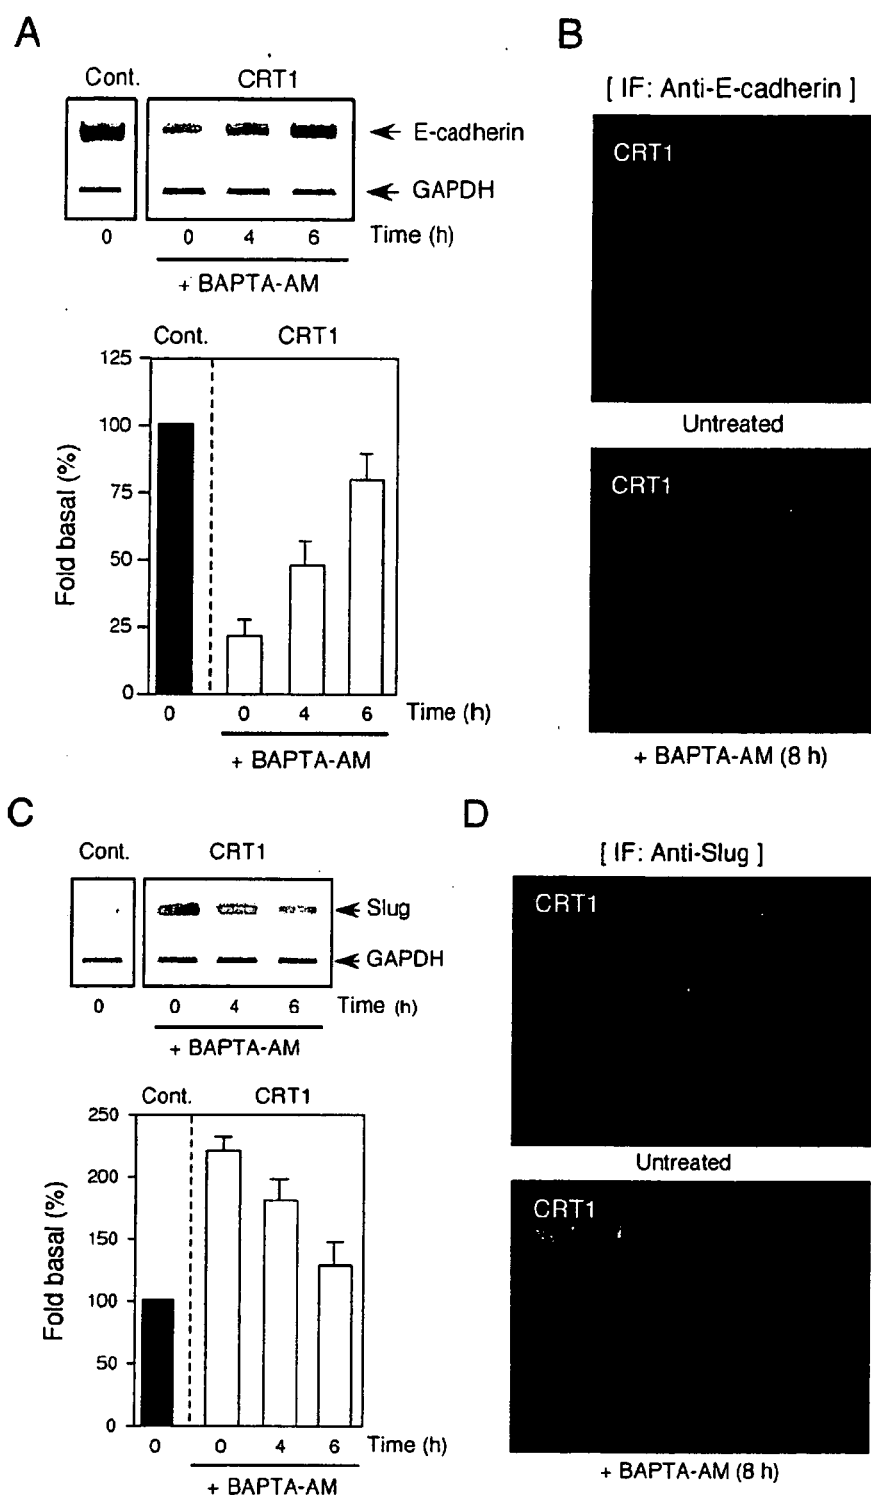 A
Cont. CRT1
E-cadherin
GAPDH
0 0 4 6 Time (h)
+ BAPTA-AM
Cont. CRT1
125
100
75
50
25
0
Fold basal (%)
0 0 4 6 Time (h)
+ BAPTA-AM
B
[ IF: Anti-E-cadherin ]
CRT1
Untreated
CRT1
+ BAPTA-AM (8 h)
C
Cont. CRT1
Slug
GAPDH
0 0 4 6 Time (h)
+ BAPTA-AM
Cont. CRT1
250
200
150
100
50
0
Fold basal (%)
0 0 4 6 Time (h)
+ BAPTA-AM
D
[ IF: Anti-Slug ]
CRT1
Untreated
CRT1
+ BAPTA-AM (8 h)